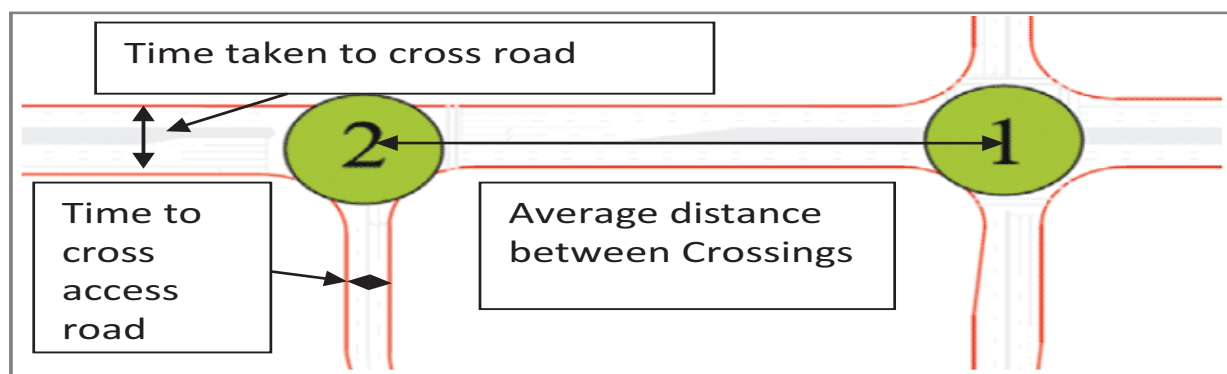 Time taken to cross road
2
1
Time to
cross
access
road
Average distance
between Crossings